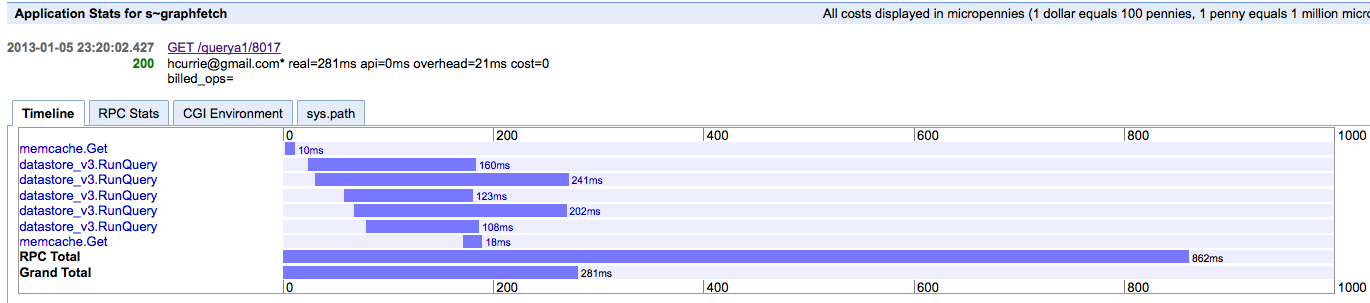 Application Stats for s~graphfetch All costs displayed in micropennies (1 dollar equals 100 pennies, 1 penny equals 1 million micro
2013-01-05 23:20:02.427 GET /querya1/8017
200 hcurrie@gmail.com* real=281ms api=0ms overhead=21ms cost=0
billed_ops=
Timeline RPC Stats CGI Environment sys.path
0 200 400 600 800 1000
memcache.Get 10ms
datastore_v3.RunQuery 160ms
datastore_v3.RunQuery 241ms
datastore_v3.RunQuery 123ms
datastore_v3.RunQuery 202ms
datastore_v3.RunQuery 108ms
memcache.Get 18ms
RPC Total 862ms
Grand Total 281ms
0 200 400 600 800 1000